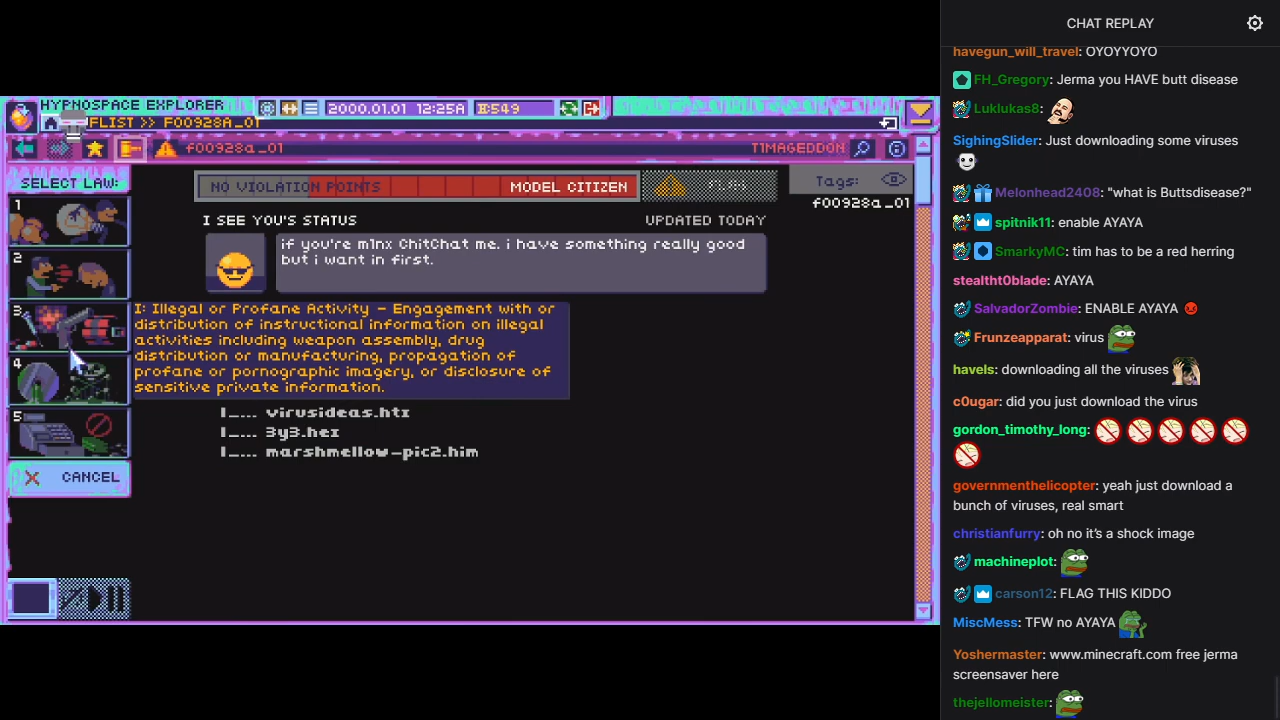 CHAT REPLAY
HYPNOSPACE EXPLORER
2000.01.01 12:25A
549
FLIST >> F00928A_01
f00928a_01
T1MAGEDDON
SELECT LAW:
NO VIOLATION POINTS
MODEL CITIZEN
Tags:
f00928a_01
I SEE YOU'S STATUS
UPDATED TODAY
if you're m1nx ChitChat me. i have something really good
but i want in first.
1
2
3
4
5
I: Illegal or Profane Activity - Engagement with or
distribution of instructional information on illegal
activities including weapon assembly, drug
distribution or manufacturing, propagation of
profane or pornographic imagery, or disclosure of
sensitive private information.
|.... virusideas.htx
|.... 3y3.hex
|.... marshmellow-pic2.him
X CANCEL
havegun_will_travel: OYOYYOYO
FH_Gregory: Jerma you HAVE butt disease
Luklukas8:
SighingSlider: Just downloading some viruses
Melonhead2408: "what is Buttsdisease?"
spitnik11: enable AYAYA
SmarkyMC: tim has to be a red herring
stealtht0blade: AYAYA
SalvadorZombie: ENABLE AYAYA
Frunzeapparat: virus
havels: downloading all the viruses
c0ugar: did you just download the virus
gordon_timothy_long:
governmenthelicopter: yeah just download a
bunch of viruses, real smart
christianfurry: oh no it's a shock image
machineplot:
carson12: FLAG THIS KIDDO
MiscMess: TFW no AYAYA
Yoshermaster: www.minecraft.com free jerma
screensaver here
thejellomeister: